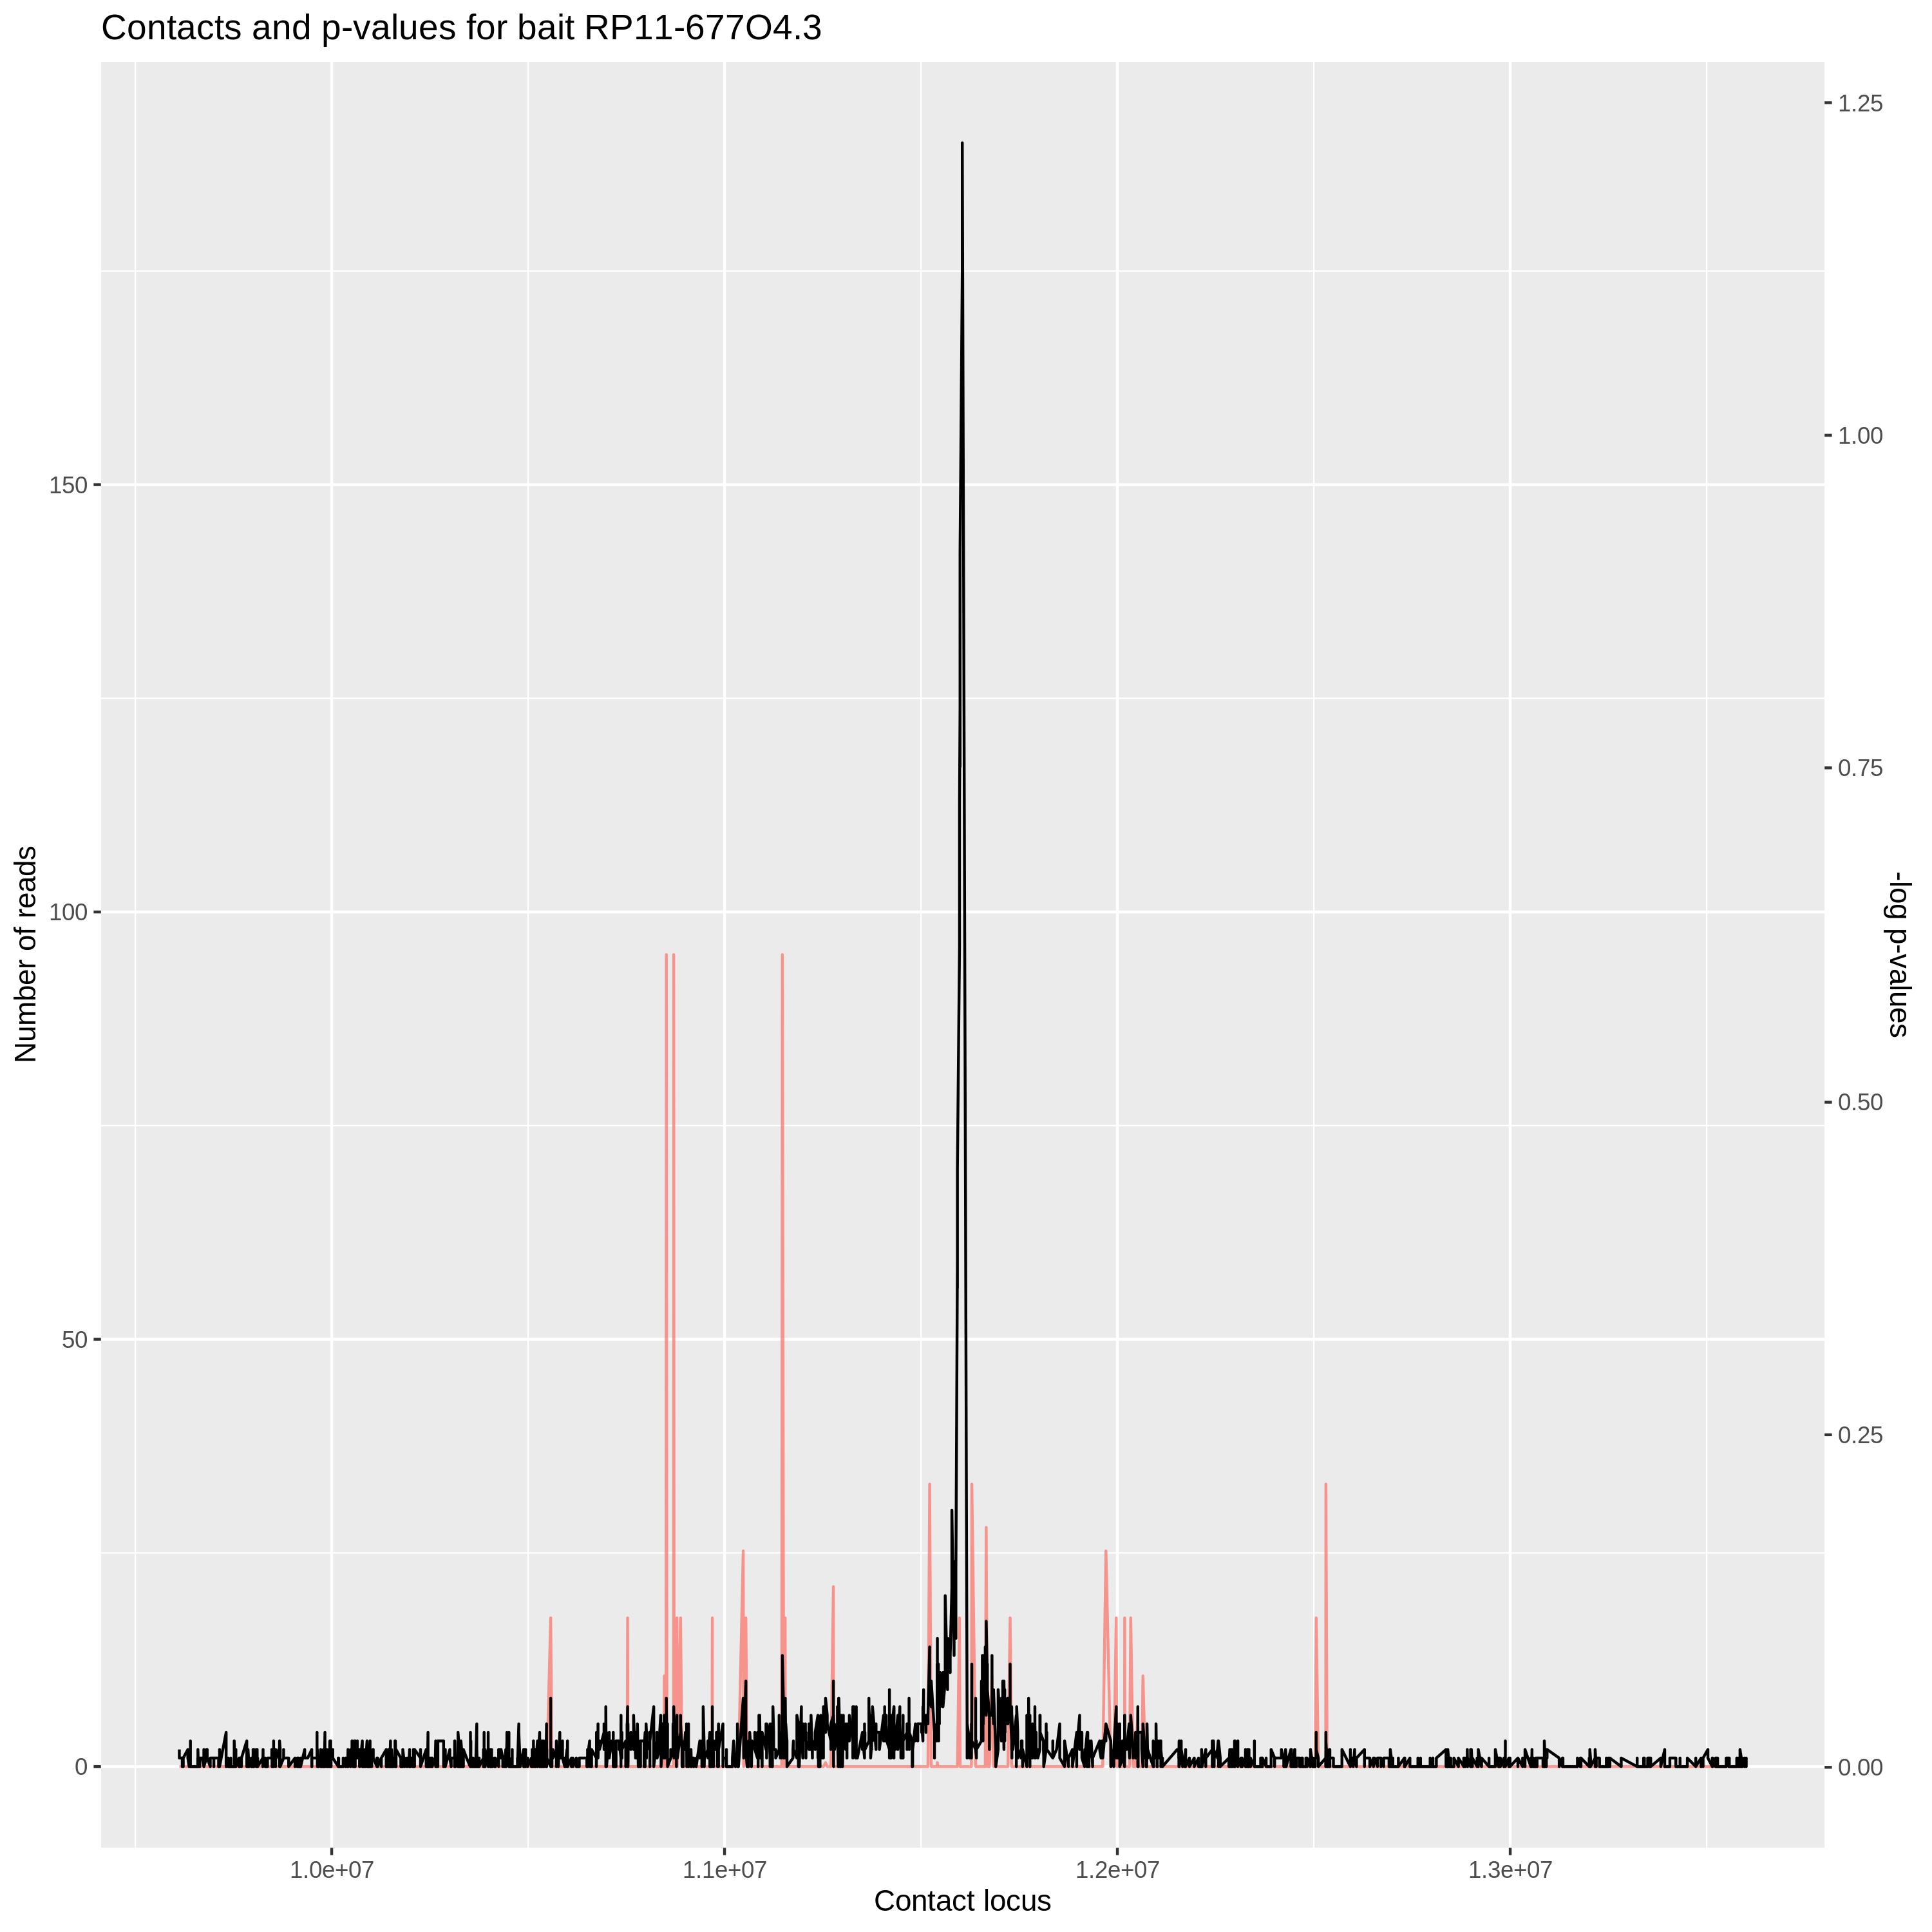 Contacts and p-values for bait RP11-677O4.3
1.25
1.00
150
0.75
Number of reads
100
-log p-values
0.50
50
0.25
0
0.00
1.0e+07
1.1e+07
1.2e+07
1.3e+07
Contact locus